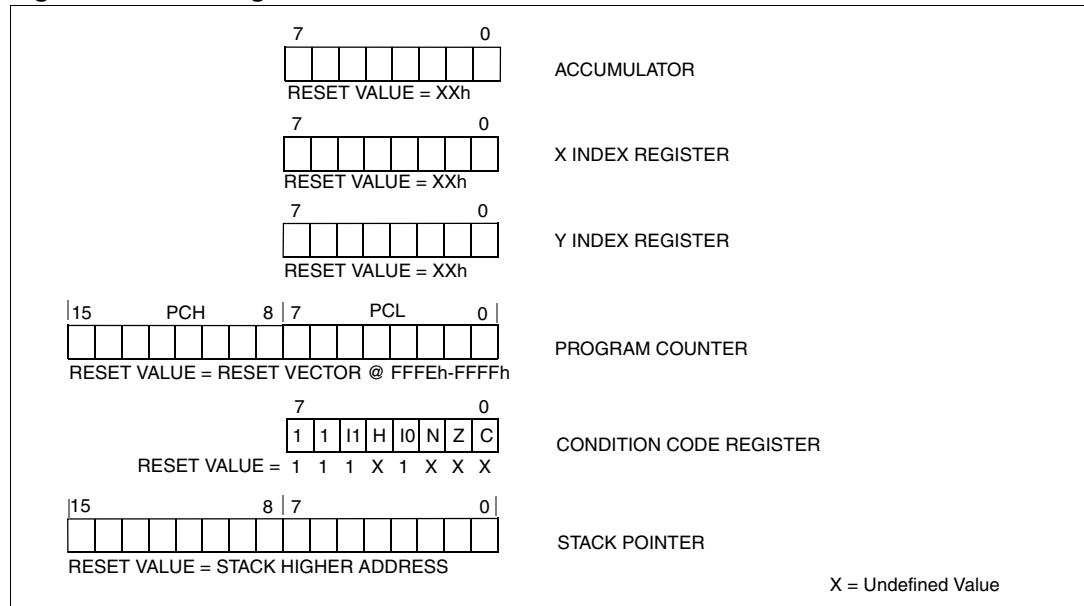 7 0
ACCUMULATOR
RESET VALUE = XXh
7 0
X INDEX REGISTER
RESET VALUE = XXh
7 0
Y INDEX REGISTER
RESET VALUE = XXh
15 PCH 8 7 PCL 0
PROGRAM COUNTER
RESET VALUE = RESET VECTOR @ FFFEh-FFFFh
7 0
1 1 I1 H I0 N Z C
CONDITION CODE REGISTER
RESET VALUE = 1 1 1 X 1 X X X
15 8 7 0
STACK POINTER
RESET VALUE = STACK HIGHER ADDRESS
X = Undefined Value